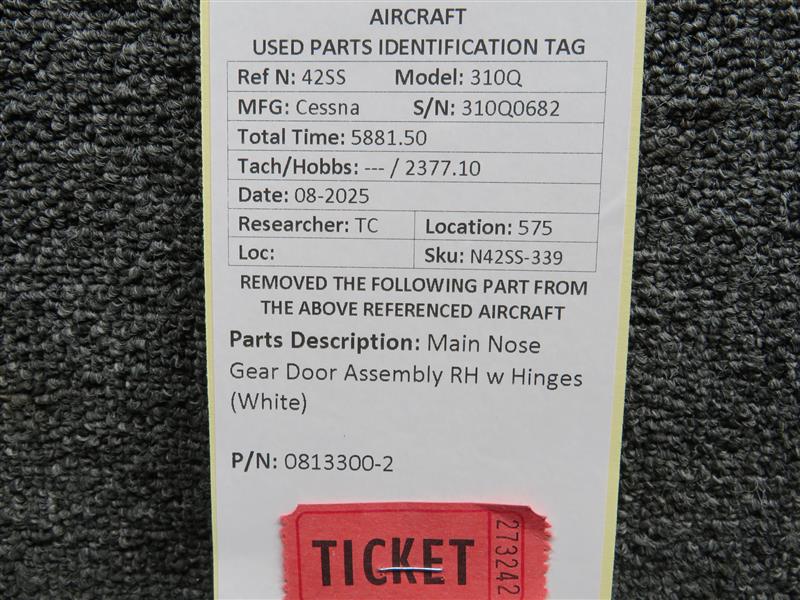 AIRCRAFT
USED PARTS IDENTIFICATION TAG
Ref N: 42SS Model: 310Q
MFG: Cessna S/N: 310Q0682
Total Time: 5881.50
Tach/Hobbs: --- / 2377.10
Date: 08-2025
Researcher: TC Location: 575
Loc: Sku: N42SS-339
REMOVED THE FOLLOWING PART FROM
THE ABOVE REFERENCED AIRCRAFT
Parts Description: Main Nose
Gear Door Assembly RH w Hinges
(White)
P/N: 0813300-2
TICKET
273242